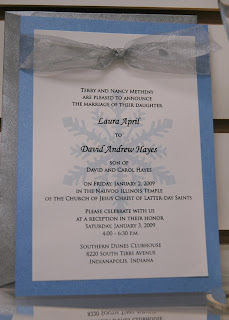 Terry and Nancy Methens
are pleased to announce
the marriage of their daughter,
Laura April
to
David Andrew Hayes
son of
David and Carol Hayes
on Friday, January 2, 2009
in the Nauvoo Illinois Temple
of the Church of Jesus Christ of Latter-day Saints
Please celebrate with us
at a reception in their honor
Saturday, January 3, 2009
4:00 - 6:30 p.m.
Southern Dunes Clubhouse
8220 South Tibbs Avenue
Indianapolis, Indiana